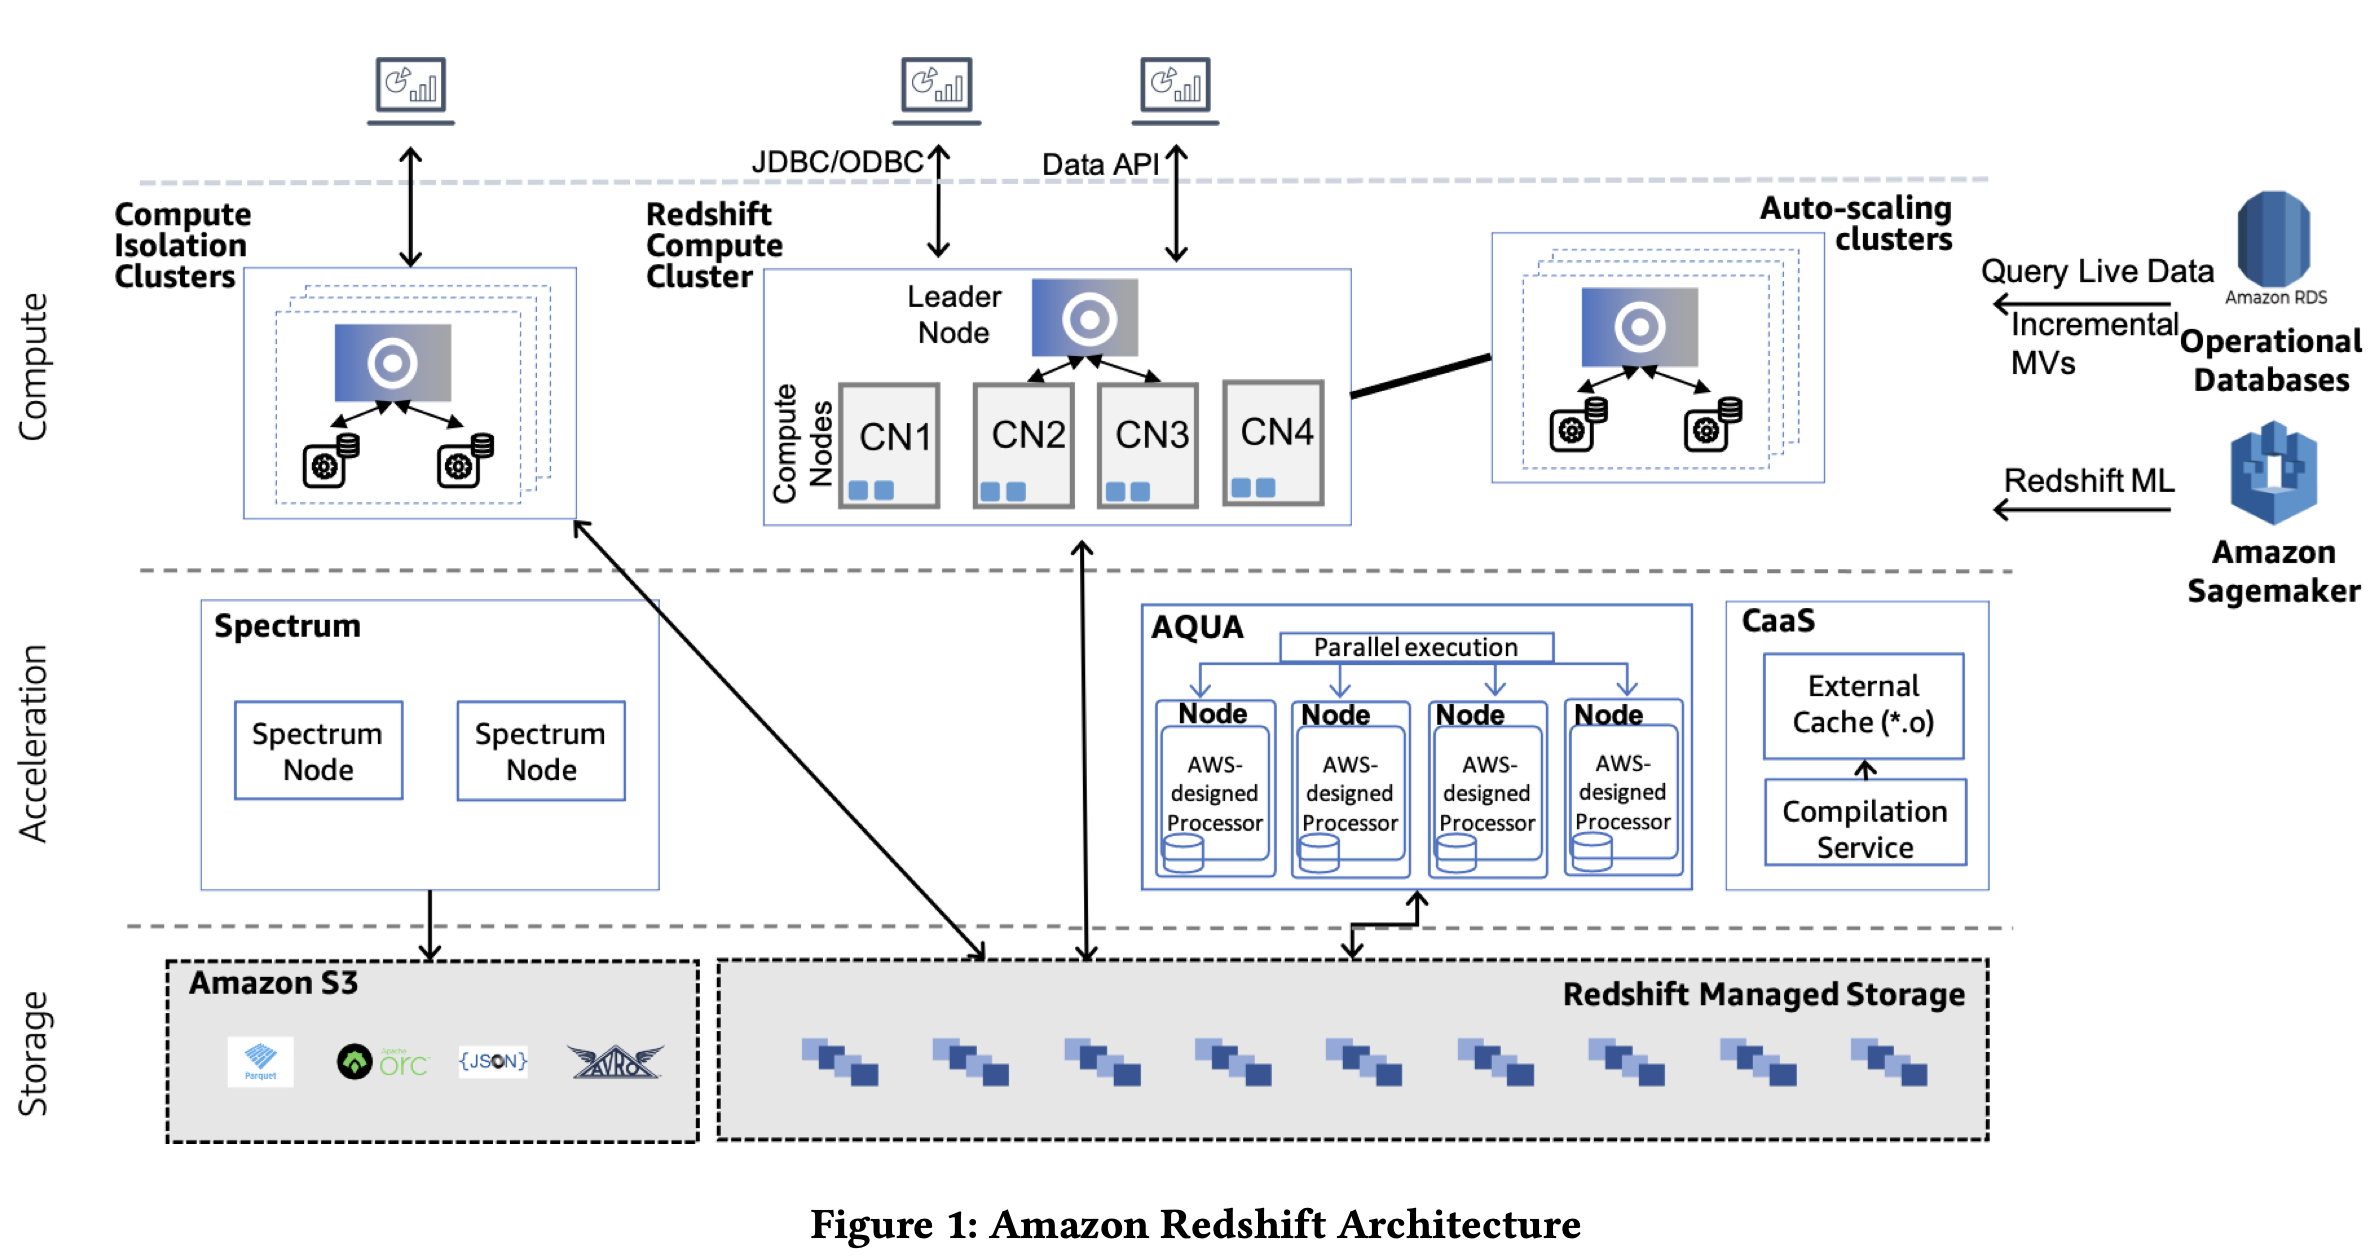 JDBC/ODBC
Data API
Compute
Isolation
Clusters
Redshift
Compute
Cluster
Auto-scaling
clusters
Leader
Node
Compute
Nodes
CN1
CN2
CN3
CN4
Query Live Data
Incremental
MVs
Amazon RDS
Operational
Databases
Redshift ML
Amazon
Sagemaker
Compute
Spectrum
Spectrum
Node
Spectrum
Node
AQUA
Parallel execution
Node
AWS-
designed
Processor
Node
AWS-
designed
Processor
Node
AWS-
designed
Processor
Node
AWS-
designed
Processor
CaaS
External
Cache (*.o)
Compilation
Service
Acceleration
Amazon S3
Parquet
Apache
orc
{JSON}
AVRO
Redshift Managed Storage
Storage
Figure 1: Amazon Redshift Architecture